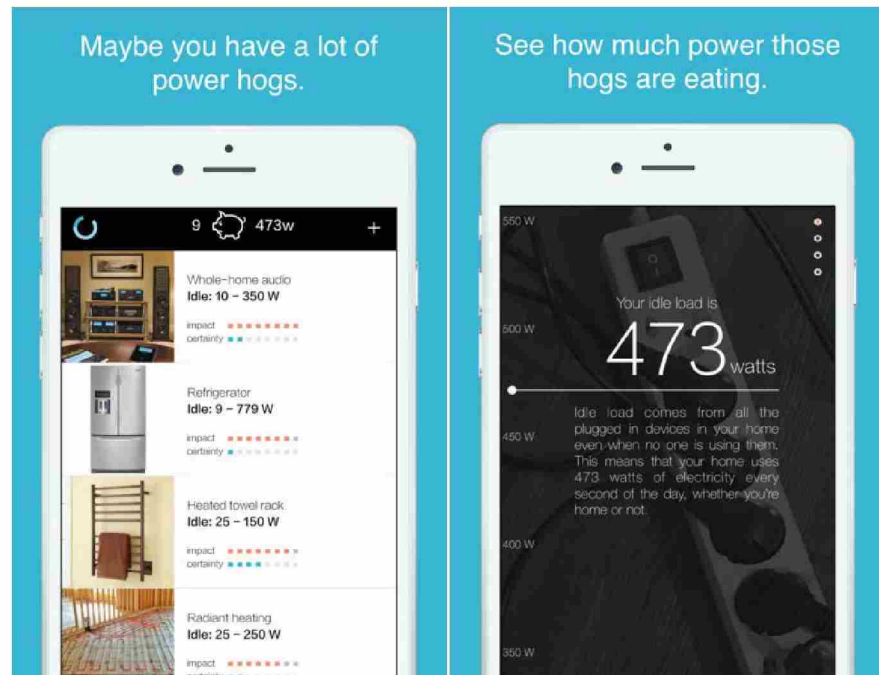 Maybe you have a lot of
power hogs.
9 473w +
Whole-home audio
Idle: 10 – 350 W
impact
certainty
Refrigerator
Idle: 9 – 779 W
impact
certainty
Heated towel rack
Idle: 25 – 150 W
impact
certainty
Radiant heating
Idle: 25 – 250 W
impact
certainty
See how much power those
hogs are eating.
550 W
Your idle load is
500 W
473 watts
Idle load comes from all the
plugged in devices in your home
450 W
even when no one is using them.
This means that your home uses
473 watts of electricity every
second of the day, whether you're
home or not.
400 W
350 W